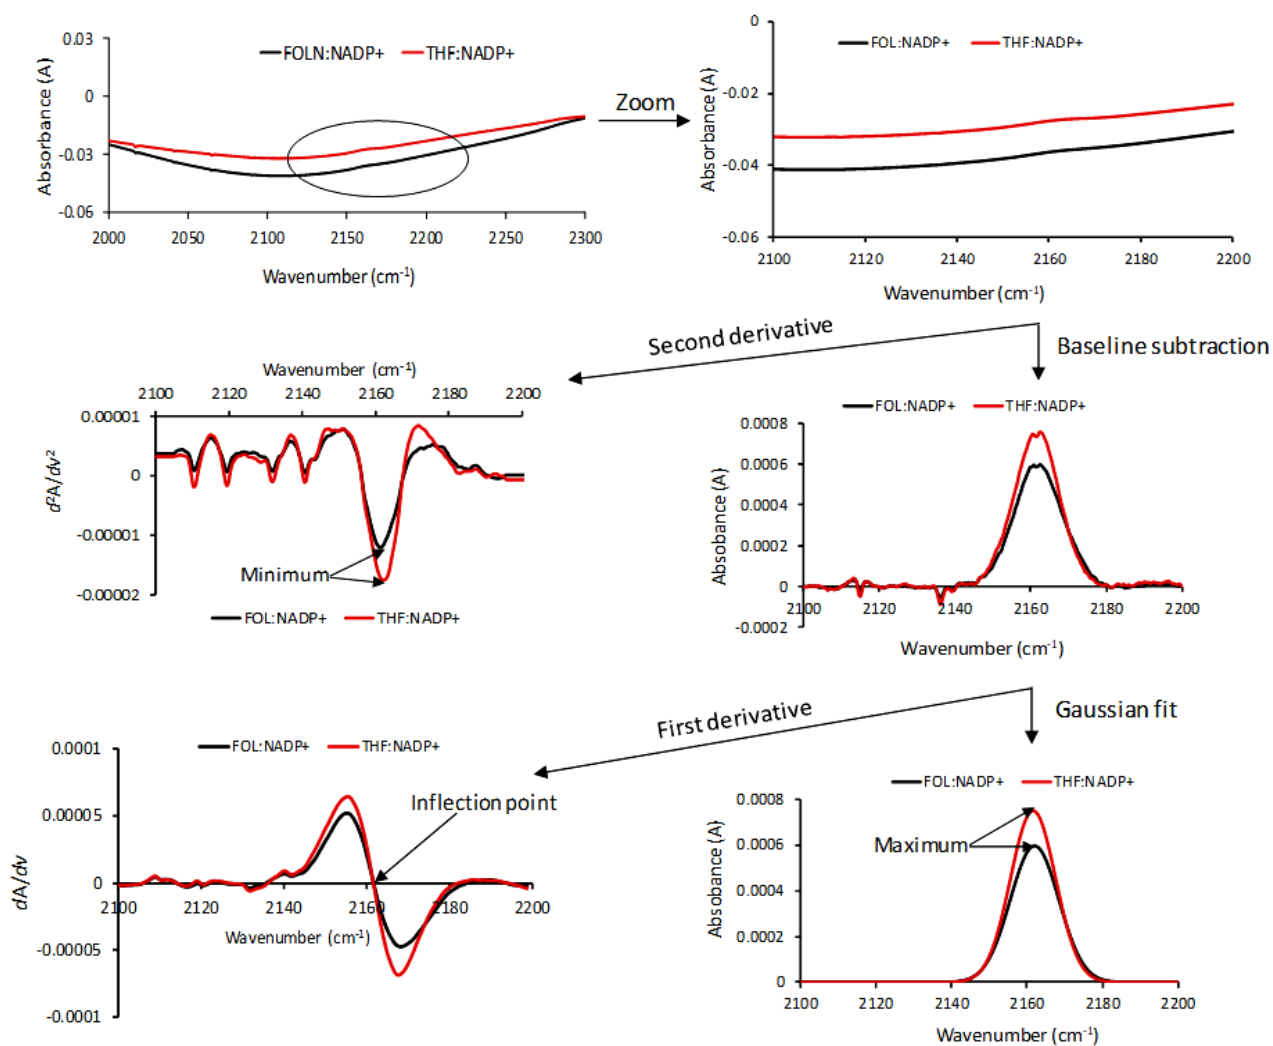 0.03
0
-0.03
-0.06
Absorbance (A)
FOLN:NADP+ THF:NADP+
2000 2050 2100 2150 2200 2250 2300
Wavenumber (cm-1)
Zoom
0
-0.02
-0.04
-0.06
Absorbance (A)
FOL:NADP+ THF:NADP+
2100 2120 2140 2160 2180 2200
Wavenumber (cm-1)
Second derivative
Baseline subtraction
Wavenumber (cm-1)
2100 2120 2140 2160 2180 2200
0.00001
0
-0.00001
-0.00002
d2A/dv2
Minimum
FOL:NADP+ THF:NADP+
FOL:NADP+ THF:NADP+
0.0008
0.0006
0.0004
0.0002
0
-0.0002
Absobance (A)
2100 2120 2140 2160 2180 2200
Wavenumber (cm-1)
First derivative
Gaussian fit
0.0001
0.00005
0
-0.00005
-0.0001
dA/dv
FOL:NADP+ THF:NADP+
Inflection point
2100 2120 2140 2160 2180 2200
Wavenumber (cm-1)
FOL:NADP+ THF:NADP+
0.0008
0.0006
0.0004
0.0002
0
Absobance (A)
Maximum
2100 2120 2140 2160 2180 2200
Wavenumber (cm-1)